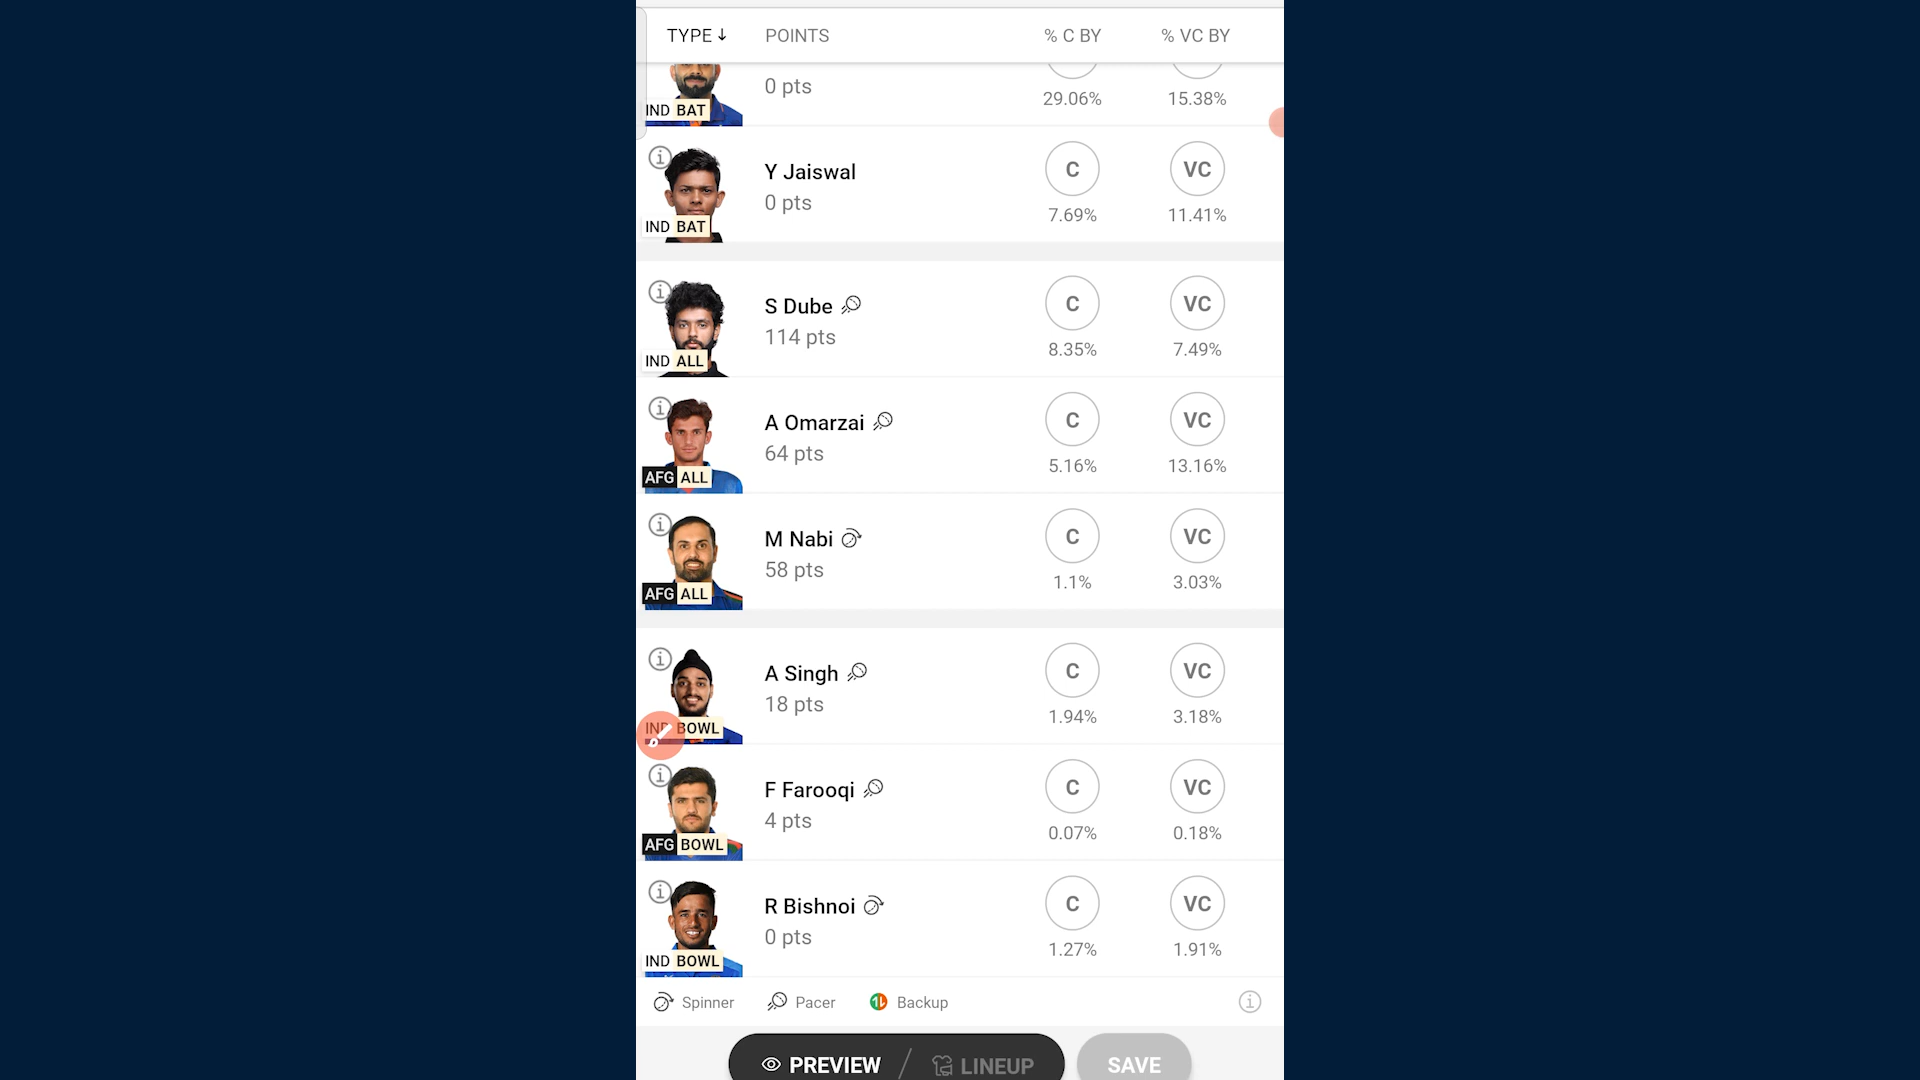 TYPE↓ POINTS % C BY % VC BY
0 pts
29.06% 15.38%
IND BAT
Y Jaiswal C VC
0 pts
7.69% 11.41%
IND BAT
S Dube C VC
114 pts
8.35% 7.49%
IND ALL
A Omarzai C VC
64 pts
5.16% 13.16%
AFG ALL
M Nabi C VC
58 pts
1.1% 3.03%
AFG ALL
A Singh C VC
18 pts
1.94% 3.18%
IND BOWL
F Farooqi C VC
4 pts
0.07% 0.18%
AFG BOWL
R Bishnoi C VC
0 pts
1.27% 1.91%
IND BOWL
Spinner Pacer Backup
PREVIEW / LINEUP SAVE